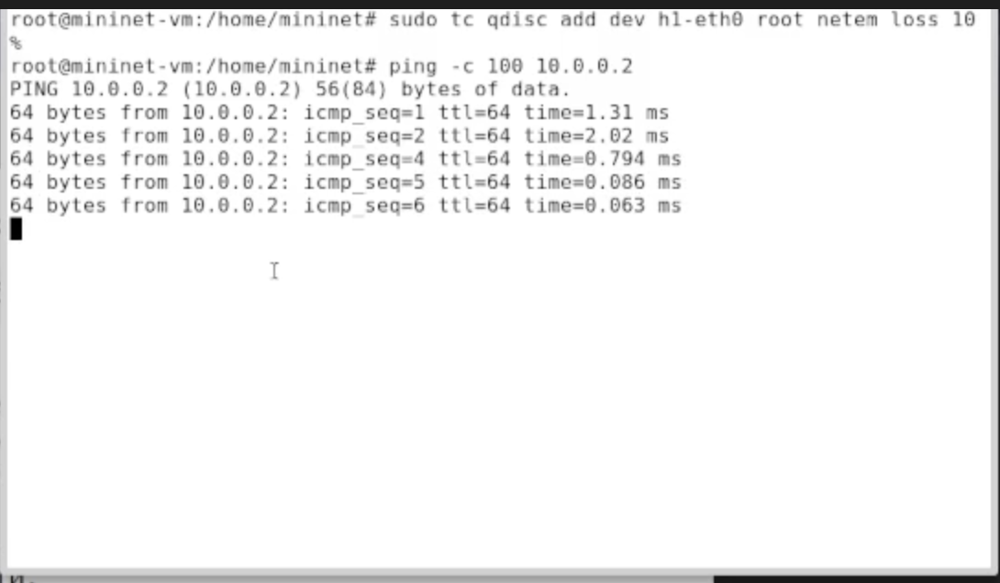 root@mininet-vm:/home/mininet# sudo tc qdisc add dev h1-eth0 root netem loss 10
%
root@mininet-vm:/home/mininet# ping -c 100 10.0.0.2
PING 10.0.0.2 (10.0.0.2) 56(84) bytes of data.
64 bytes from 10.0.0.2: icmp_seq=1 ttl=64 time=1.31 ms
64 bytes from 10.0.0.2: icmp_seq=2 ttl=64 time=2.02 ms
64 bytes from 10.0.0.2: icmp_seq=4 ttl=64 time=0.794 ms
64 bytes from 10.0.0.2: icmp_seq=5 ttl=64 time=0.086 ms
64 bytes from 10.0.0.2: icmp_seq=6 ttl=64 time=0.063 ms